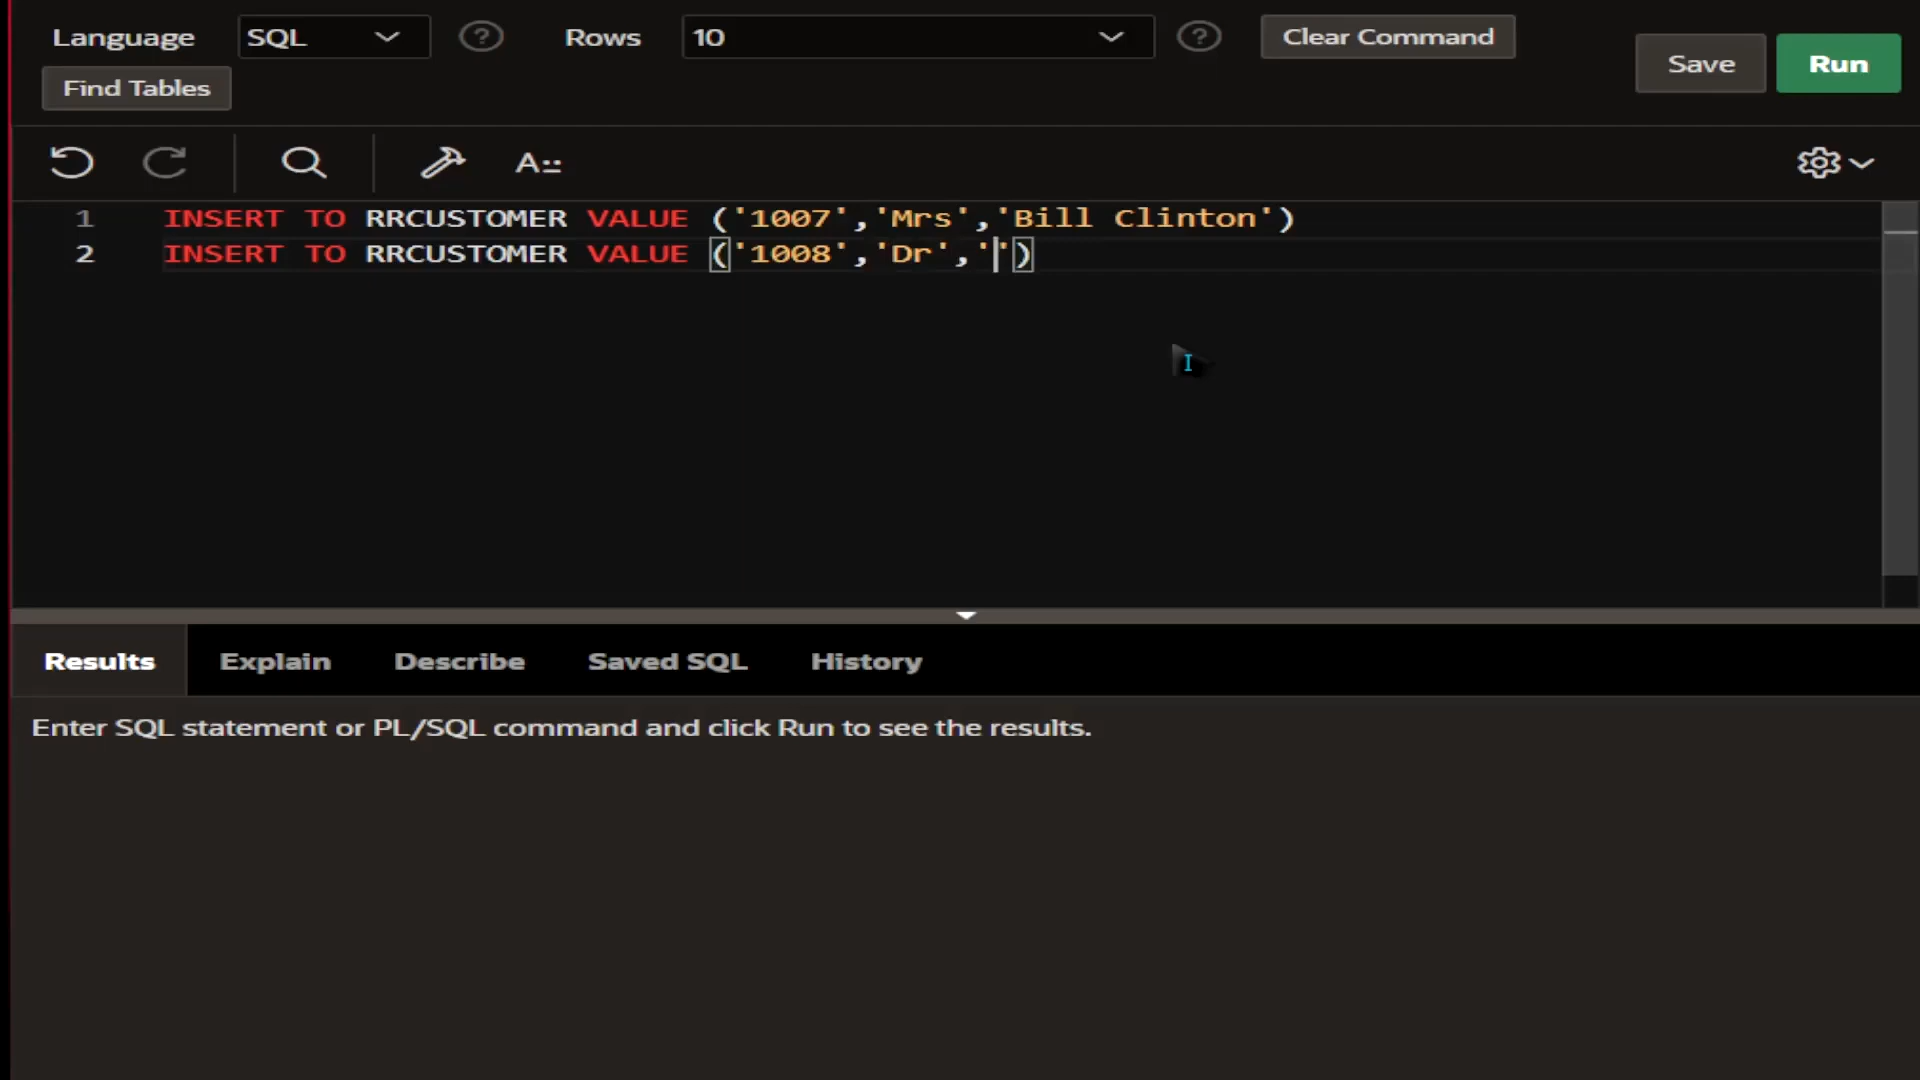 Language SQL Rows 10 Clear Command
Save Run
Find Tables
A
1 INSERT TO RRCUSTOMER VALUE ('1007','Mrs','Bill Clinton')
2 INSERT TO RRCUSTOMER VALUE ('1008','Dr','')
Results Explain Describe Saved SQL History
Enter SQL statement or PL/SQL command and click Run to see the results.